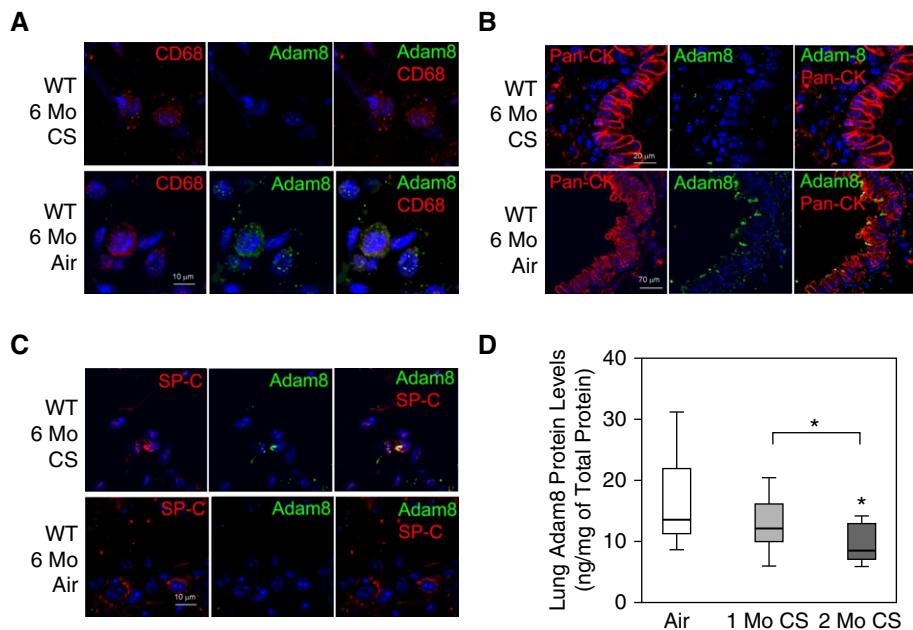 A
CD68 Adam8 Adam8
CD68
WT
6 Mo
CS
CD68 Adam8 Adam8
CD68
WT
6 Mo
Air
10 μm
B
Pan-CK Adam8 Adam-8
Pan-CK
WT
6 Mo
CS
20 μm
Pan-CK Adam8 Adam8
Pan-CK
WT
6 Mo
Air
70 μm
C
SP-C Adam8 Adam8
SP-C
WT
6 Mo
CS
SP-C Adam8 Adam8
SP-C
WT
6 Mo
Air
10 μm
D
Lung Adam8 Protein Levels
(ng/mg of Total Protein)
40
30
20
10
0
*
*
Air 1 Mo CS 2 Mo CS